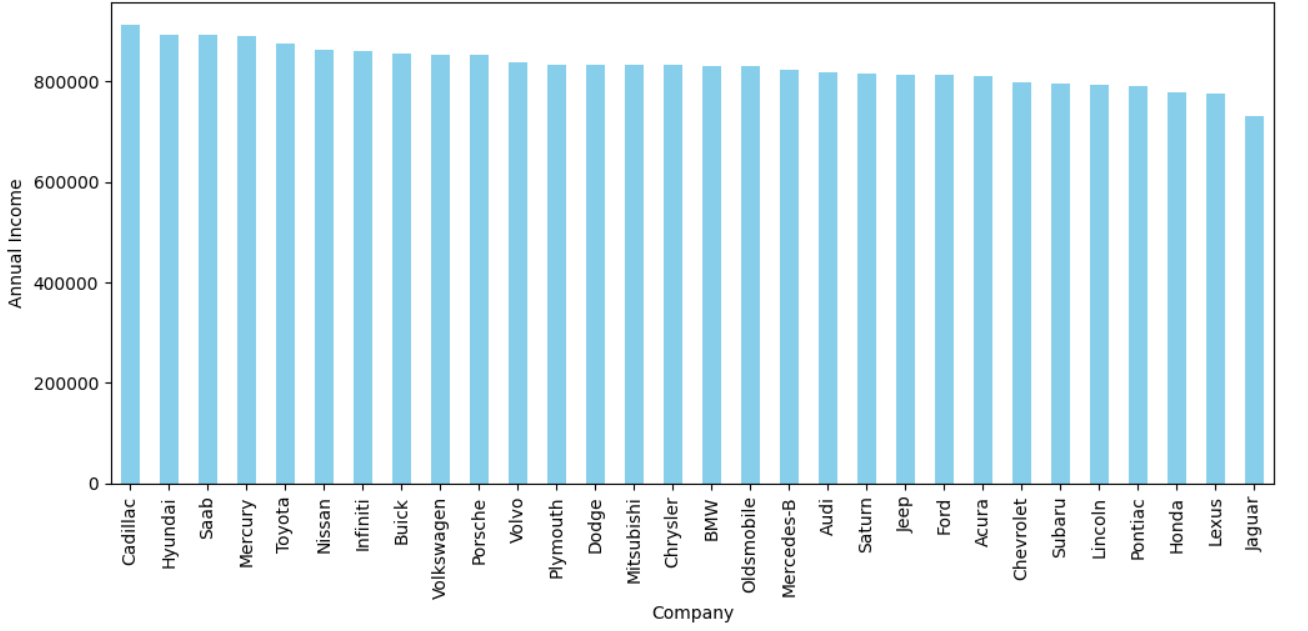 Annual Income
800000
600000
400000
200000
0
Cadillac
Hyundai
Saab
Mercury
Toyota
Nissan
Infiniti
Buick
Volkswagen
Porsche
Volvo
Plymouth
Dodge
Mitsubishi
Chrysler
BMW
Oldsmobile
Mercedes-B
Audi
Saturn
Jeep
Ford
Acura
Chevrolet
Subaru
Lincoln
Pontiac
Honda
Lexus
Jaguar
Company